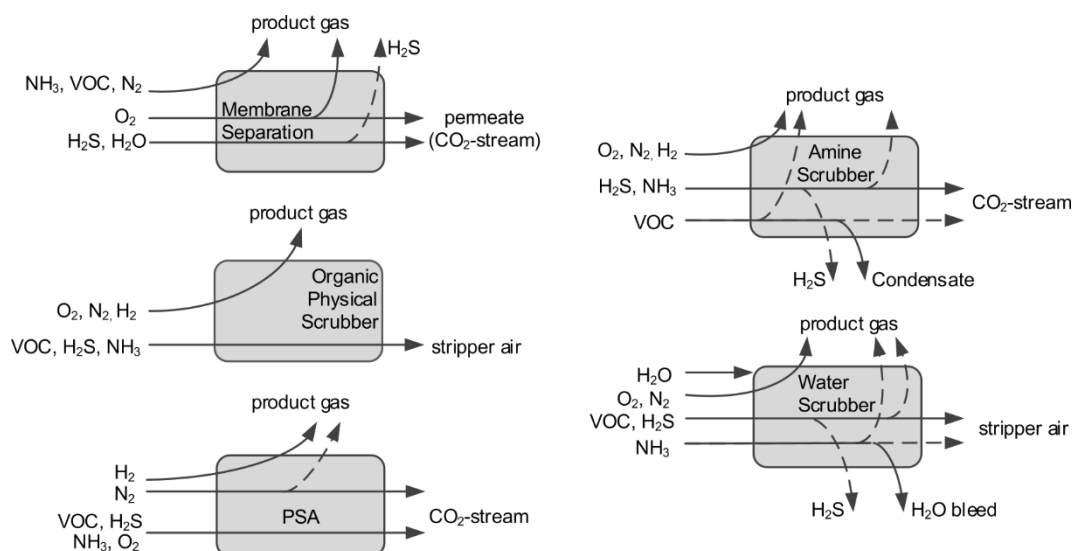 product gas
H₂S
NH₃, VOC, N₂
O₂
H₂S, H₂O
Membrane
Separation
permeate
(CO₂-stream)
product gas
Organic
Physical
Scrubber
O₂, N₂, H₂
VOC, H₂S, NH₃
stripper air
product gas
H₂
N₂
VOC, H₂S
NH₃, O₂
PSA
CO₂-stream
product gas
O₂, N₂, H₂
Amine
Scrubber
H₂S, NH₃
VOC
CO₂-stream
H₂S
Condensate
product gas
H₂O
O₂, N₂
VOC, H₂S
NH₃
Water
Scrubber
stripper air
H₂S
H₂O bleed